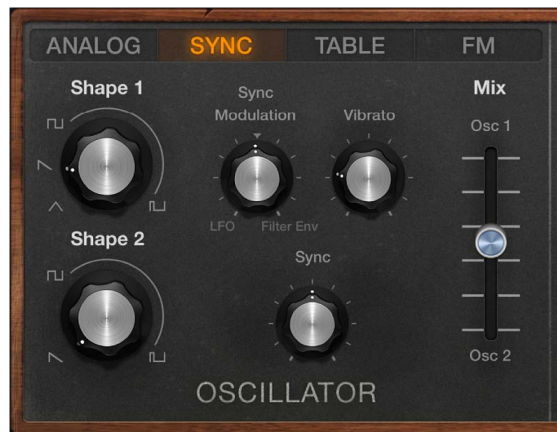 ANALOG SYNC TABLE FM
Shape 1
Sync
Modulation
Vibrato
Mix
Osc 1
LFO Filter Env
Shape 2
Sync
Osc 2
OSCILLATOR